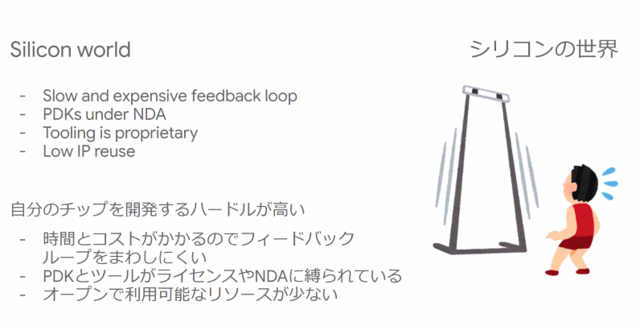 Silicon world
シリコンの世界
- Slow and expensive feedback loop
- PDKs under NDA
- Tooling is proprietary
- Low IP reuse
自分のチップを開発するハードルが高い
- 時間とコストがかかるのでフィードバック
ループをまわしにくい
- PDKとツールがライセンスやNDAに縛られている
- オープンで利用可能なリソースが少ない